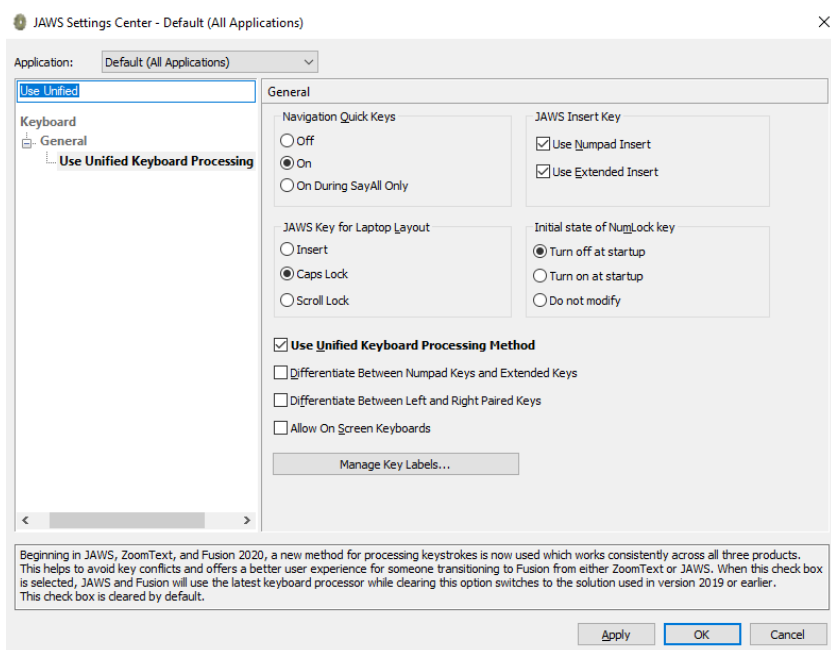 JAWS Settings Center - Default (All Applications)
Application: Default (All Applications)
Use Unified
Keyboard
General
Use Unified Keyboard Processing
General
Navigation Quick Keys
Off
On
On During SayAll Only
JAWS Insert Key
Use Numpad Insert
Use Extended Insert
JAWS Key for Laptop Layout
Insert
Caps Lock
Scroll Lock
Initial state of NumLock key
Turn off at startup
Turn on at startup
Do not modify
Use Unified Keyboard Processing Method
Differentiate Between Numpad Keys and Extended Keys
Differentiate Between Left and Right Paired Keys
Allow On Screen Keyboards
Manage Key Labels...
Beginning in JAWS, ZoomText, and Fusion 2020, a new method for processing keystrokes is now used which works consistently across all three products.
This helps to avoid key conflicts and offers a better user experience for someone transitioning to Fusion from either ZoomText or JAWS. When this check box
is selected, JAWS and Fusion will use the latest keyboard processor while clearing this option switches to the solution used in version 2019 or earlier.
This check box is cleared by default.
Apply OK Cancel